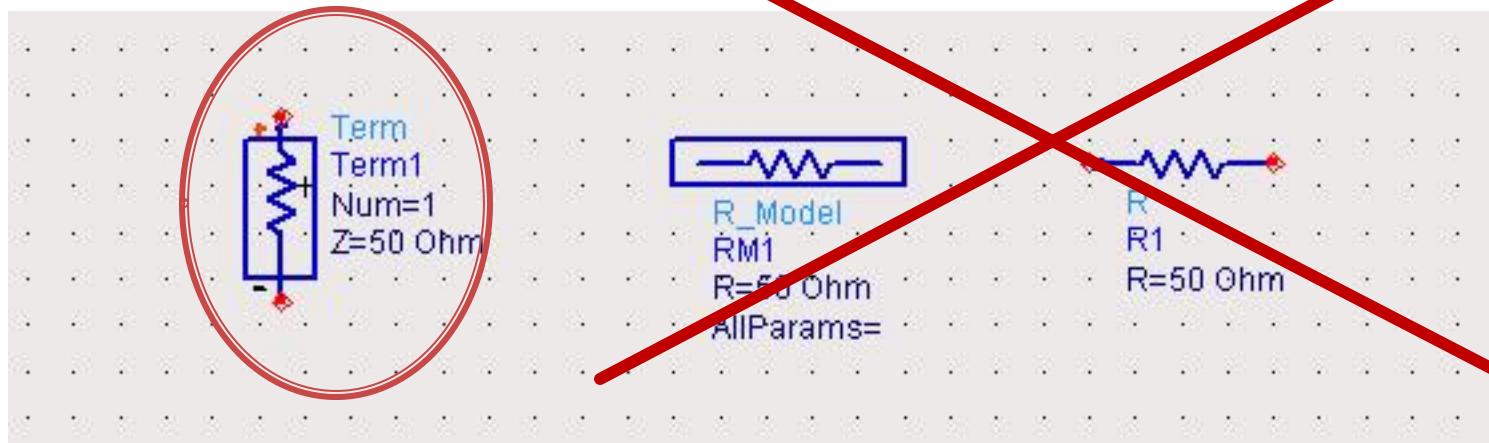 Term
Term1
Num=1
Z=50 Ohm
R_Model
RM1
R=50 Ohm
AllParams=
R
R1
R=50 Ohm